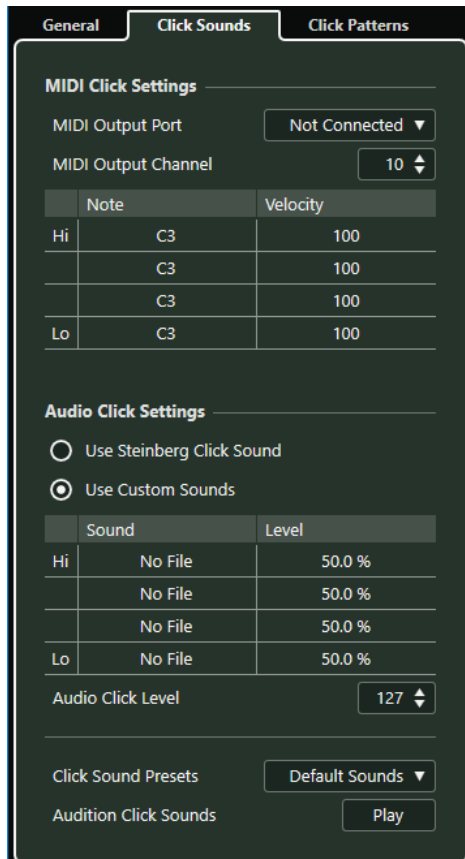 General Click Sounds Click Patterns
MIDI Click Settings
MIDI Output Port Not Connected
MIDI Output Channel 10
Note Velocity
Hi C3 100
C3 100
C3 100
Lo C3 100
Audio Click Settings
Use Steinberg Click Sound
Use Custom Sounds
Sound Level
Hi No File 50.0 %
No File 50.0 %
No File 50.0 %
Lo No File 50.0 %
Audio Click Level 127
Click Sound Presets Default Sounds
Audition Click Sounds Play